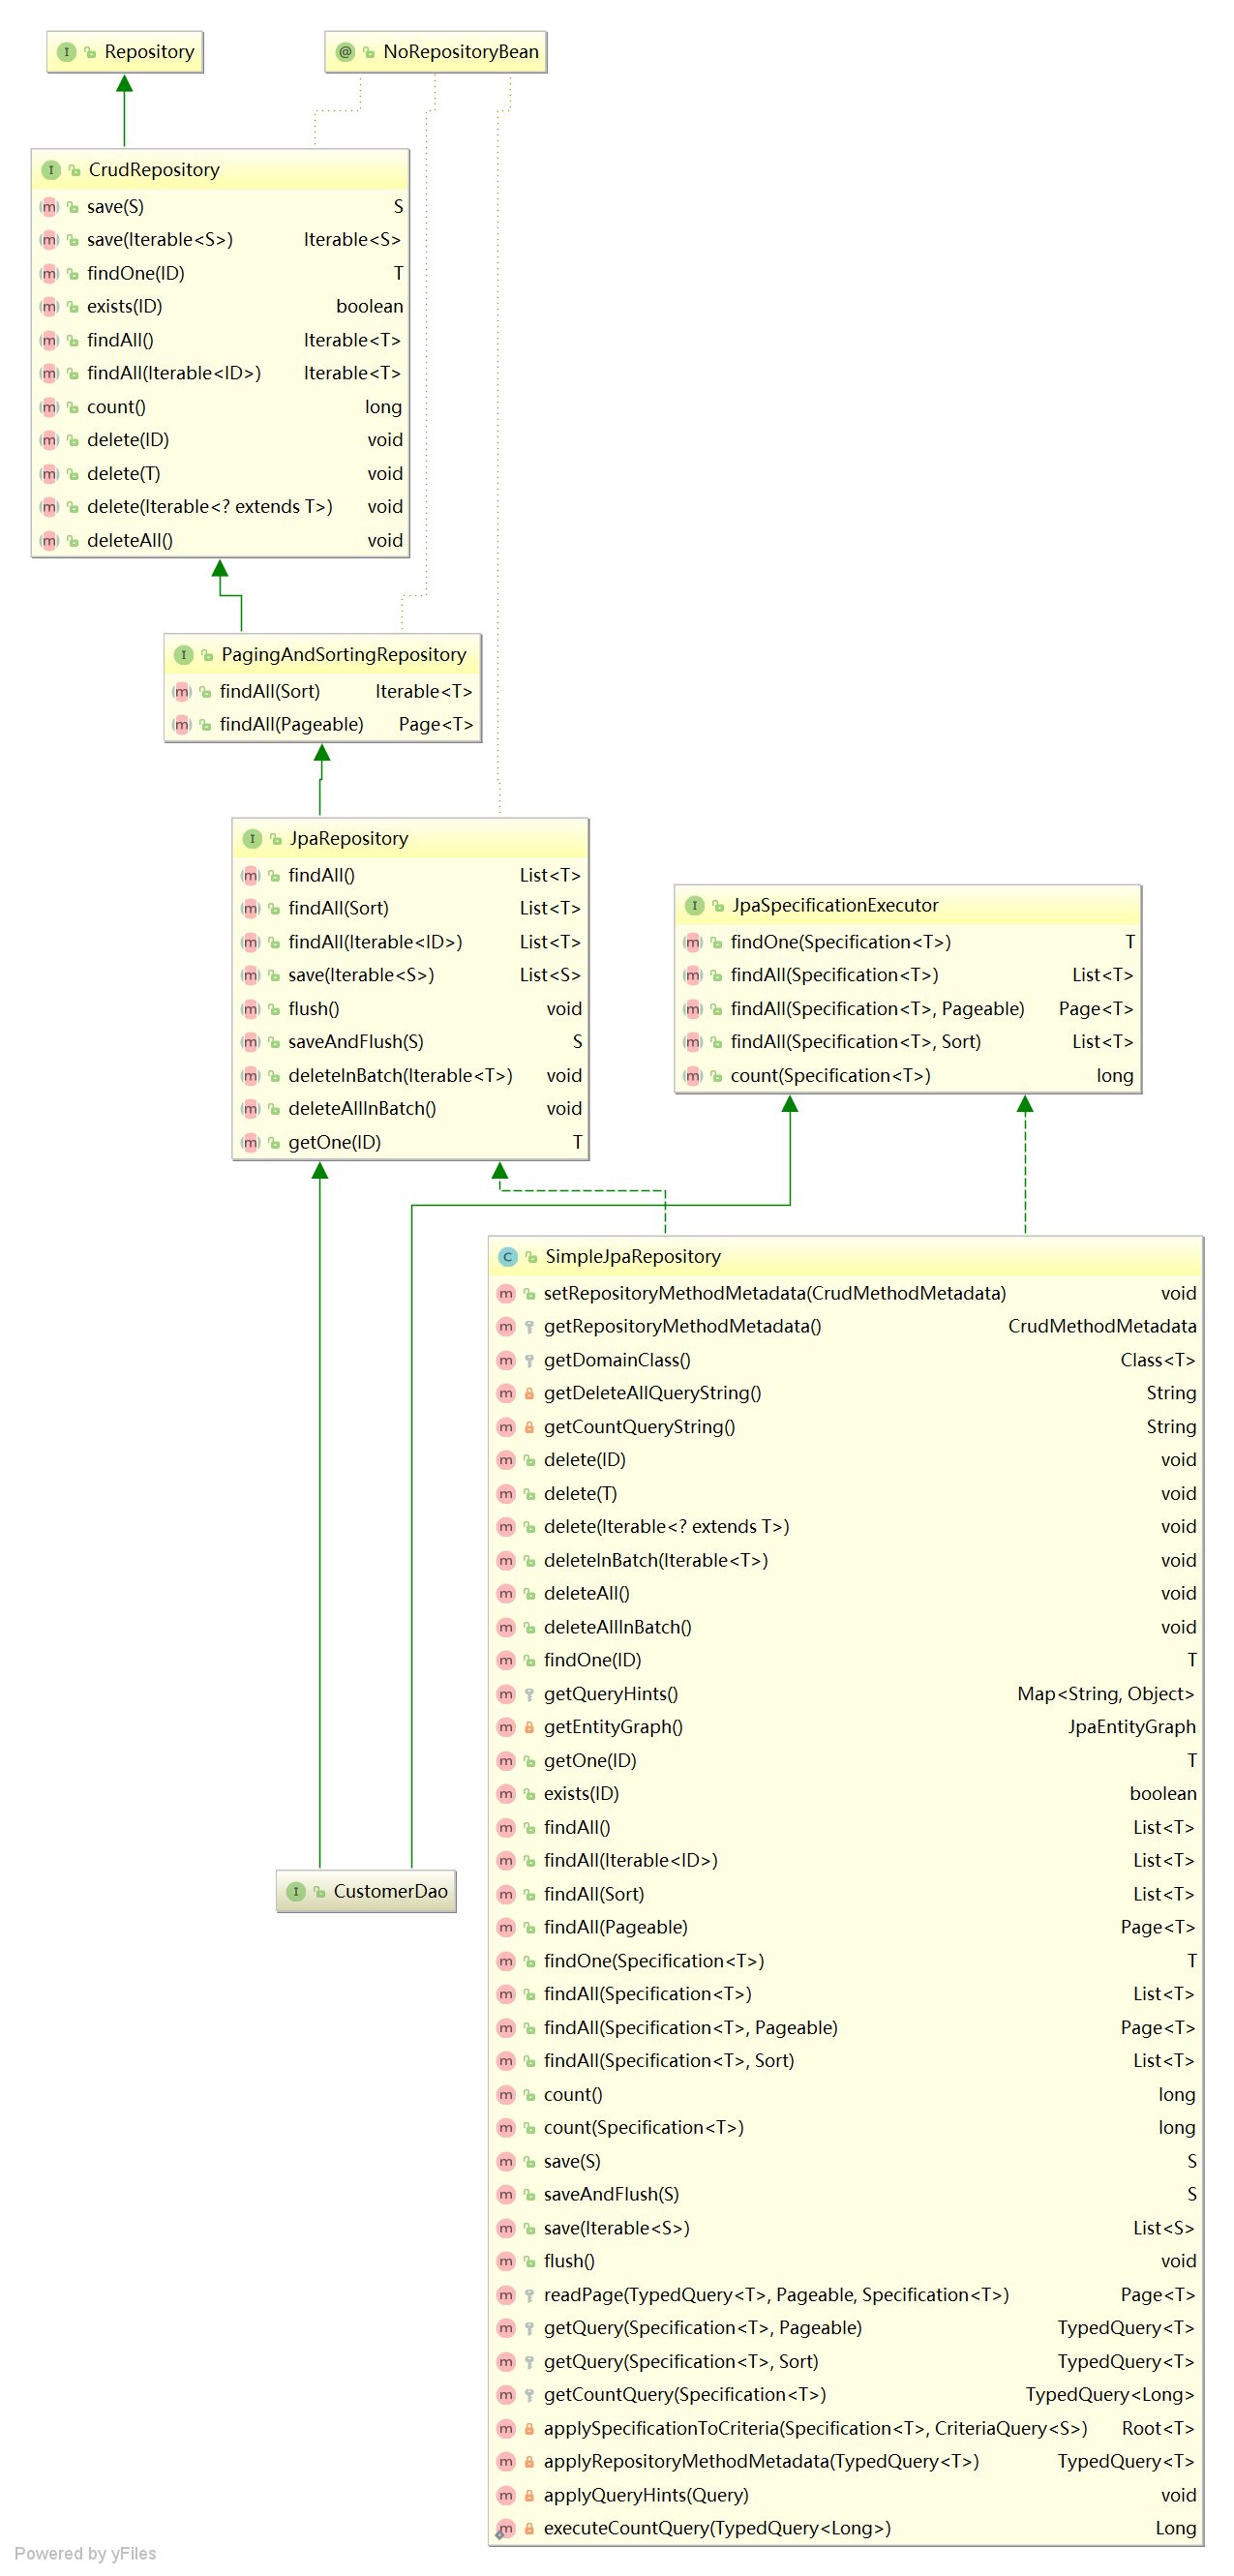 Repository
NoRepositoryBean
CrudRepository
save(S) S
save(Iterable<S>) Iterable<S>
findOne(ID) T
exists(ID) boolean
findAll() Iterable<T>
findAll(Iterable<ID>) Iterable<T>
count() long
delete(ID) void
delete(T) void
delete(Iterable<? extends T>) void
deleteAll() void
PagingAndSortingRepository
findAll(Sort) Iterable<T>
findAll(Pageable) Page<T>
JpaRepository
findAll() List<T>
findAll(Sort) List<T>
findAll(Iterable<ID>) List<T>
save(Iterable<S>) List<S>
flush() void
saveAndFlush(S) S
deleteInBatch(Iterable<T>) void
deleteAllInBatch() void
getOne(ID) T
JpaSpecificationExecutor
findOne(Specification<T>) T
findAll(Specification<T>) List<T>
findAll(Specification<T>, Pageable) Page<T>
findAll(Specification<T>, Sort) List<T>
count(Specification<T>) long
SimpleJpaRepository
setRepositoryMethodMetadata(CrudMethodMetadata) void
getRepositoryMethodMetadata() CrudMethodMetadata
getDomainClass() Class<T>
getDeleteAllQueryString() String
getCountQueryString() String
delete(ID) void
delete(T) void
delete(Iterable<? extends T>) void
deleteInBatch(Iterable<T>) void
deleteAll() void
deleteAllInBatch() void
findOne(ID) T
getQueryHints() Map<String, Object>
getEntityGraph() JpaEntityGraph
getOne(ID) T
exists(ID) boolean
findAll() List<T>
findAll(Iterable<ID>) List<T>
findAll(Sort) List<T>
findAll(Pageable) Page<T>
findOne(Specification<T>) T
findAll(Specification<T>) List<T>
findAll(Specification<T>, Pageable) Page<T>
findAll(Specification<T>, Sort) List<T>
count() long
count(Specification<T>) long
save(S) S
saveAndFlush(S) S
save(Iterable<S>) List<S>
flush() void
readPage(TypedQuery<T>, Pageable, Specification<T>) Page<T>
getQuery(Specification<T>, Pageable) TypedQuery<T>
getQuery(Specification<T>, Sort) TypedQuery<T>
getCountQuery(Specification<T>) TypedQuery<Long>
applySpecificationToCriteria(Specification<T>, CriteriaQuery<S>) Root<T>
applyRepositoryMethodMetadata(TypedQuery<T>) TypedQuery<T>
applyQueryHints(Query) void
executeCountQuery(TypedQuery<Long>) Long
CustomerDao
Powered by yFiles